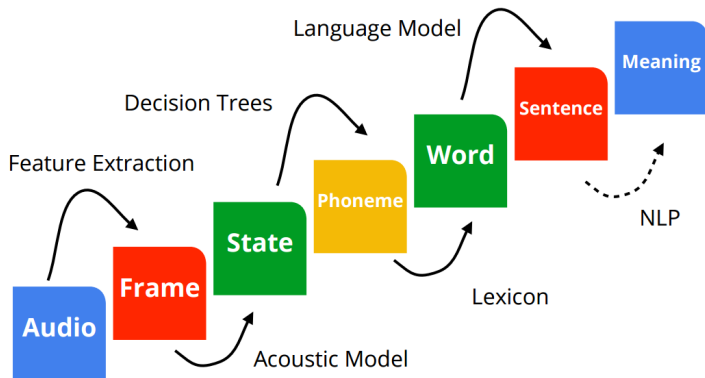 Language Model
Meaning
Sentence
Decision Trees
Word
Feature Extraction
Phoneme
NLP
State
Frame
Lexicon
Audio
Acoustic Model